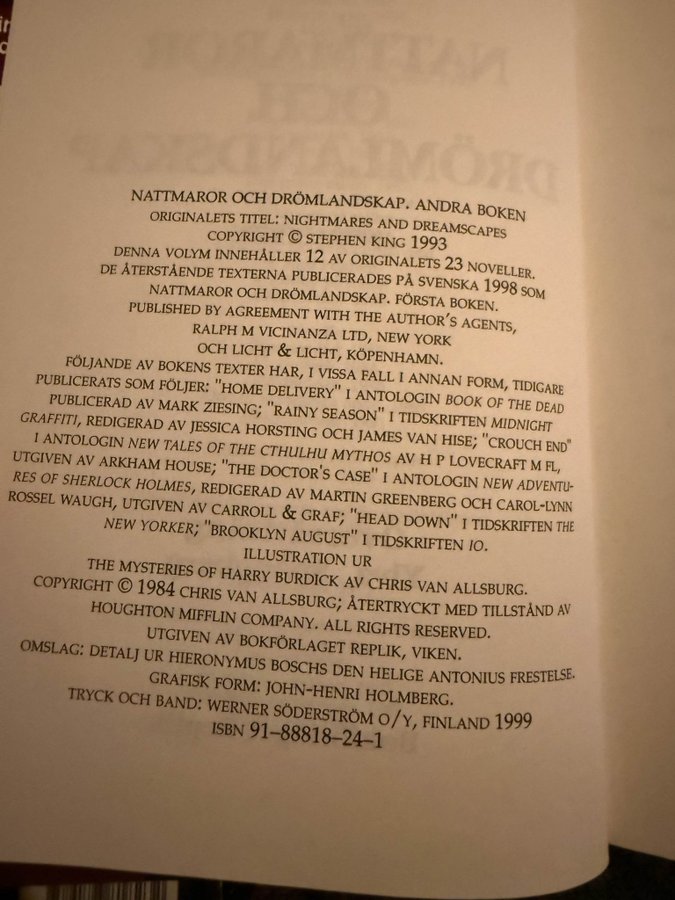 NATTMAROR
OCH
DRÖMLANDSKAP
NATTMAROR OCH DRÖMLANDSKAP. ANDRA BOKEN
ORIGINALETS TITEL: NIGHTMARES AND DREAMSCAPES
COPYRIGHT © STEPHEN KING 1993
DENNA VOLYM INNEHÅLLER 12 AV ORIGINALETS 23 NOVELLER.
DE ÅTERSTÅENDE TEXTERNA PUBLICERADES PÅ SVENSKA 1998 SOM
NATTMAROR OCH DRÖMLANDSKAP. FÖRSTA BOKEN.
PUBLISHED BY AGREEMENT WITH THE AUTHOR'S AGENTS,
RALPH M VICINANZA LTD, NEW YORK
OCH LICHT & LICHT, KÖPENHAMN.
FÖLJANDE AV BOKENS TEXTER HAR, I VISSA FALL I ANNAN FORM, TIDIGARE
PUBLICERATS SOM FÖLJER: "HOME DELIVERY" I ANTOLOGIN BOOK OF THE DEAD
PUBLICERAD AV MARK ZIESING; "RAINY SEASON" I TIDSKRIFTEN MIDNIGHT
GRAFFITI, REDIGERAD AV JESSICA HORSTING OCH JAMES VAN HISE; "CROUCH END"
I ANTOLOGIN NEW TALES OF THE CTHULHU MYTHOS AV H P LOVECRAFT M FL,
UTGIVEN AV ARKHAM HOUSE; "THE DOCTOR'S CASE" I ANTOLOGIN NEW ADVENTU-
RES OF SHERLOCK HOLMES, REDIGERAD AV MARTIN GREENBERG OCH CAROL-LYNN
ROSSEL WAUGH, UTGIVEN AV CARROLL & GRAF; "HEAD DOWN" I TIDSKRIFTEN THE
NEW YORKER; "BROOKLYN AUGUST" I TIDSKRIFTEN IO.
ILLUSTRATION UR
THE MYSTERIES OF HARRY BURDICK AV CHRIS VAN ALLSBURG.
COPYRIGHT © 1984 CHRIS VAN ALLSBURG; ÅTERTRYCKT MED TILLSTÅND AV
HOUGHTON MIFFLIN COMPANY. ALL RIGHTS RESERVED.
UTGIVEN AV BOKFÖRLAGET REPLIK, VIKEN.
OMSLAG: DETALJ UR HIERONYMUS BOSCHS DEN HELIGE ANTONIUS FRESTELSE.
GRAFISK FORM: JOHN-HENRI HOLMBERG.
TRYCK OCH BAND: WERNER SÖDERSTRÖM O/Y, FINLAND 1999
ISBN 91–88818–24–1